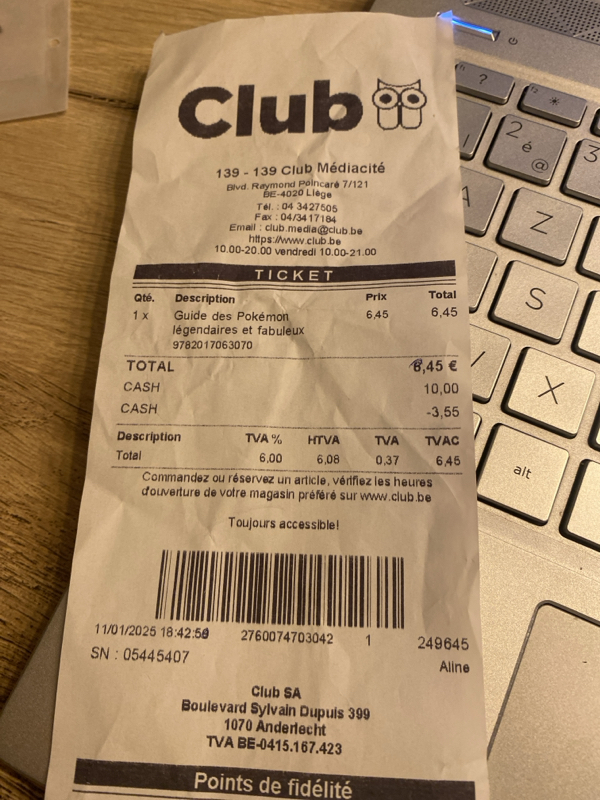 Club
139 - 139 Club Médiacité
Blvd. Raymond Poincaré 7/121
BE-4020 Liège
Tél. : 04 3427505
Fax : 04/3417184
Email : club.media@club.be
https://www.club.be
10.00-20.00 vendredi 10.00-21.00
TICKET
Qté. Description Prix Total
1 x Guide des Pokémon 6,45 6,45
légendaires et fabuleux
9782017063070
TOTAL 6,45 €
CASH 10,00
CASH -3,55
Description TVA % HTVA TVA TVAC
Total 6,00 6,08 0,37 6,45
Commandez ou réservez un article, vérifiez les heures
d'ouverture de votre magasin préféré sur www.club.be
Toujours accessible!
11/01/2025 18:42:59 2760074703042 1 249645
SN : 05445407 Aline
Club SA
Boulevard Sylvain Dupuis 399
1070 Anderlecht
TVA BE-0415.167.423
Points de fidélité
?
*
2 é @
3
A
Z
S
X
alt